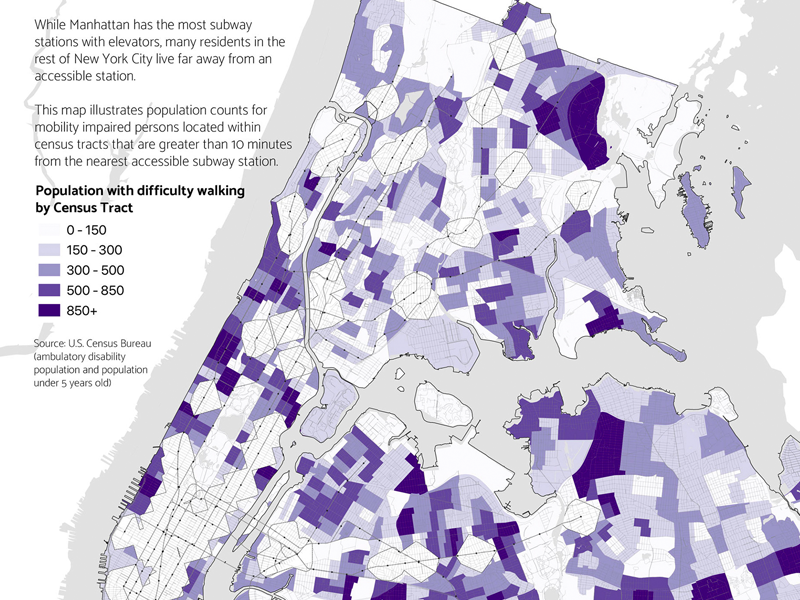 While Manhattan has the most subway
stations with elevators, many residents in the
rest of New York City live far away from an
accessible station.
This map illustrates population counts for
mobility impaired persons located within
census tracts that are greater than 10 minutes
from the nearest accessible subway station.
Population with difficulty walking
by Census Tract
0 - 150
150 - 300
300 - 500
500 - 850
850+
Source: U.S. Census Bureau
(ambulatory disability
population and population
under 5 years old)